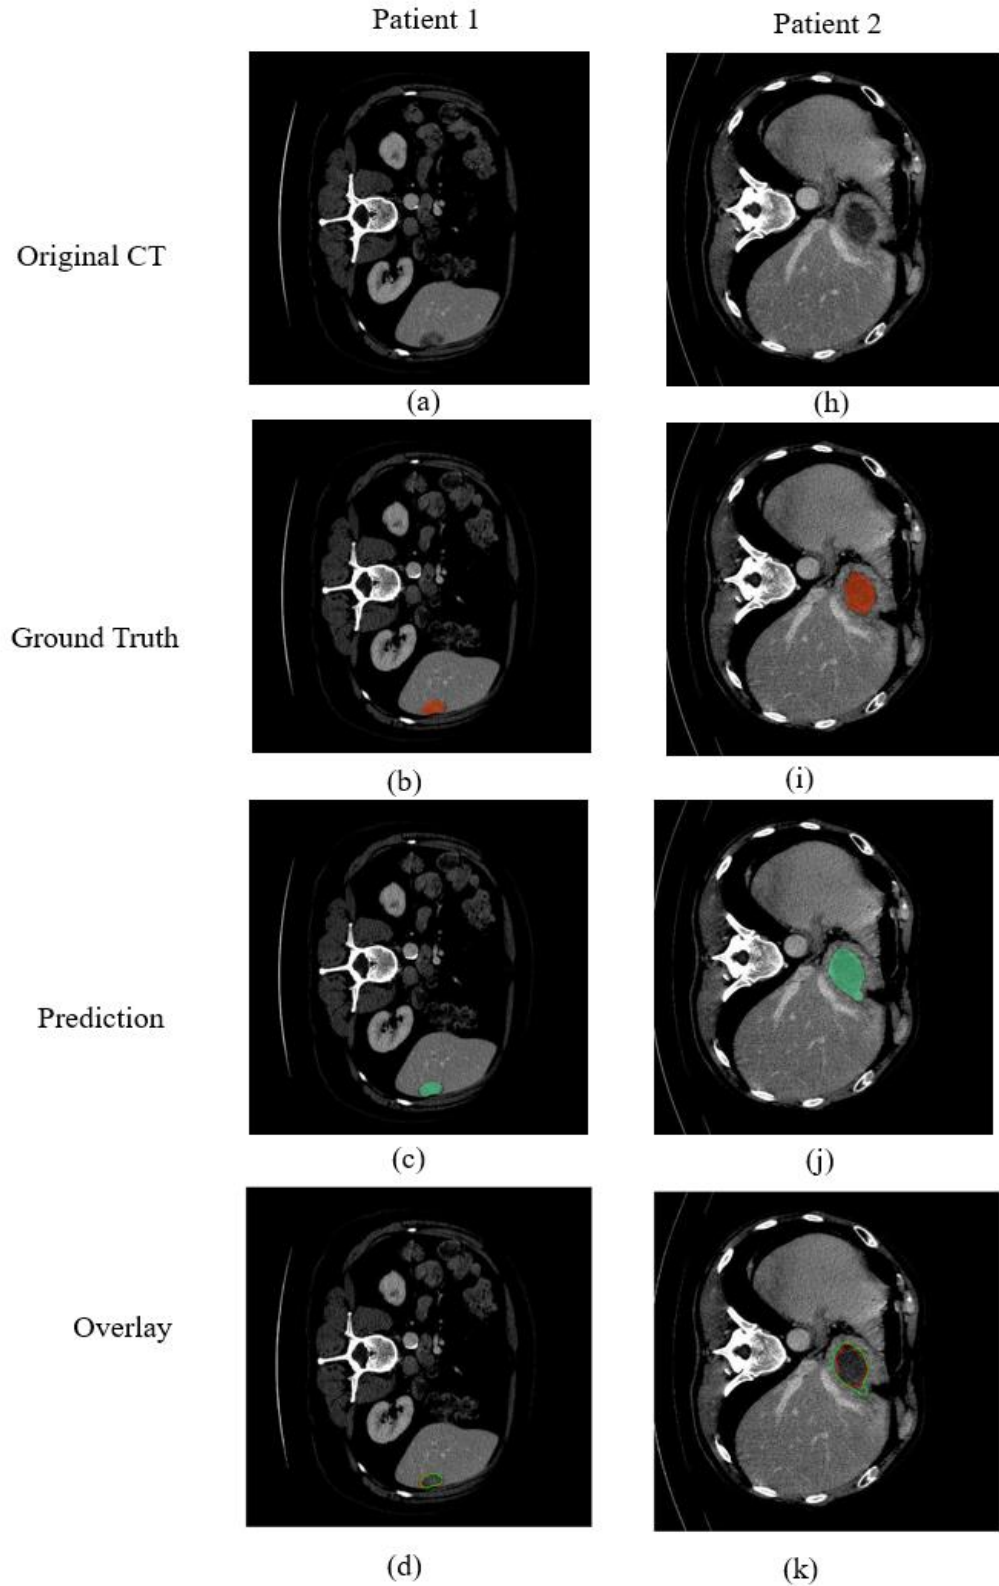 Patient 1
Patient 2
Original CT
(a)
(h)
Ground Truth
(b)
(i)
Prediction
(c)
(j)
Overlay
(d)
(k)